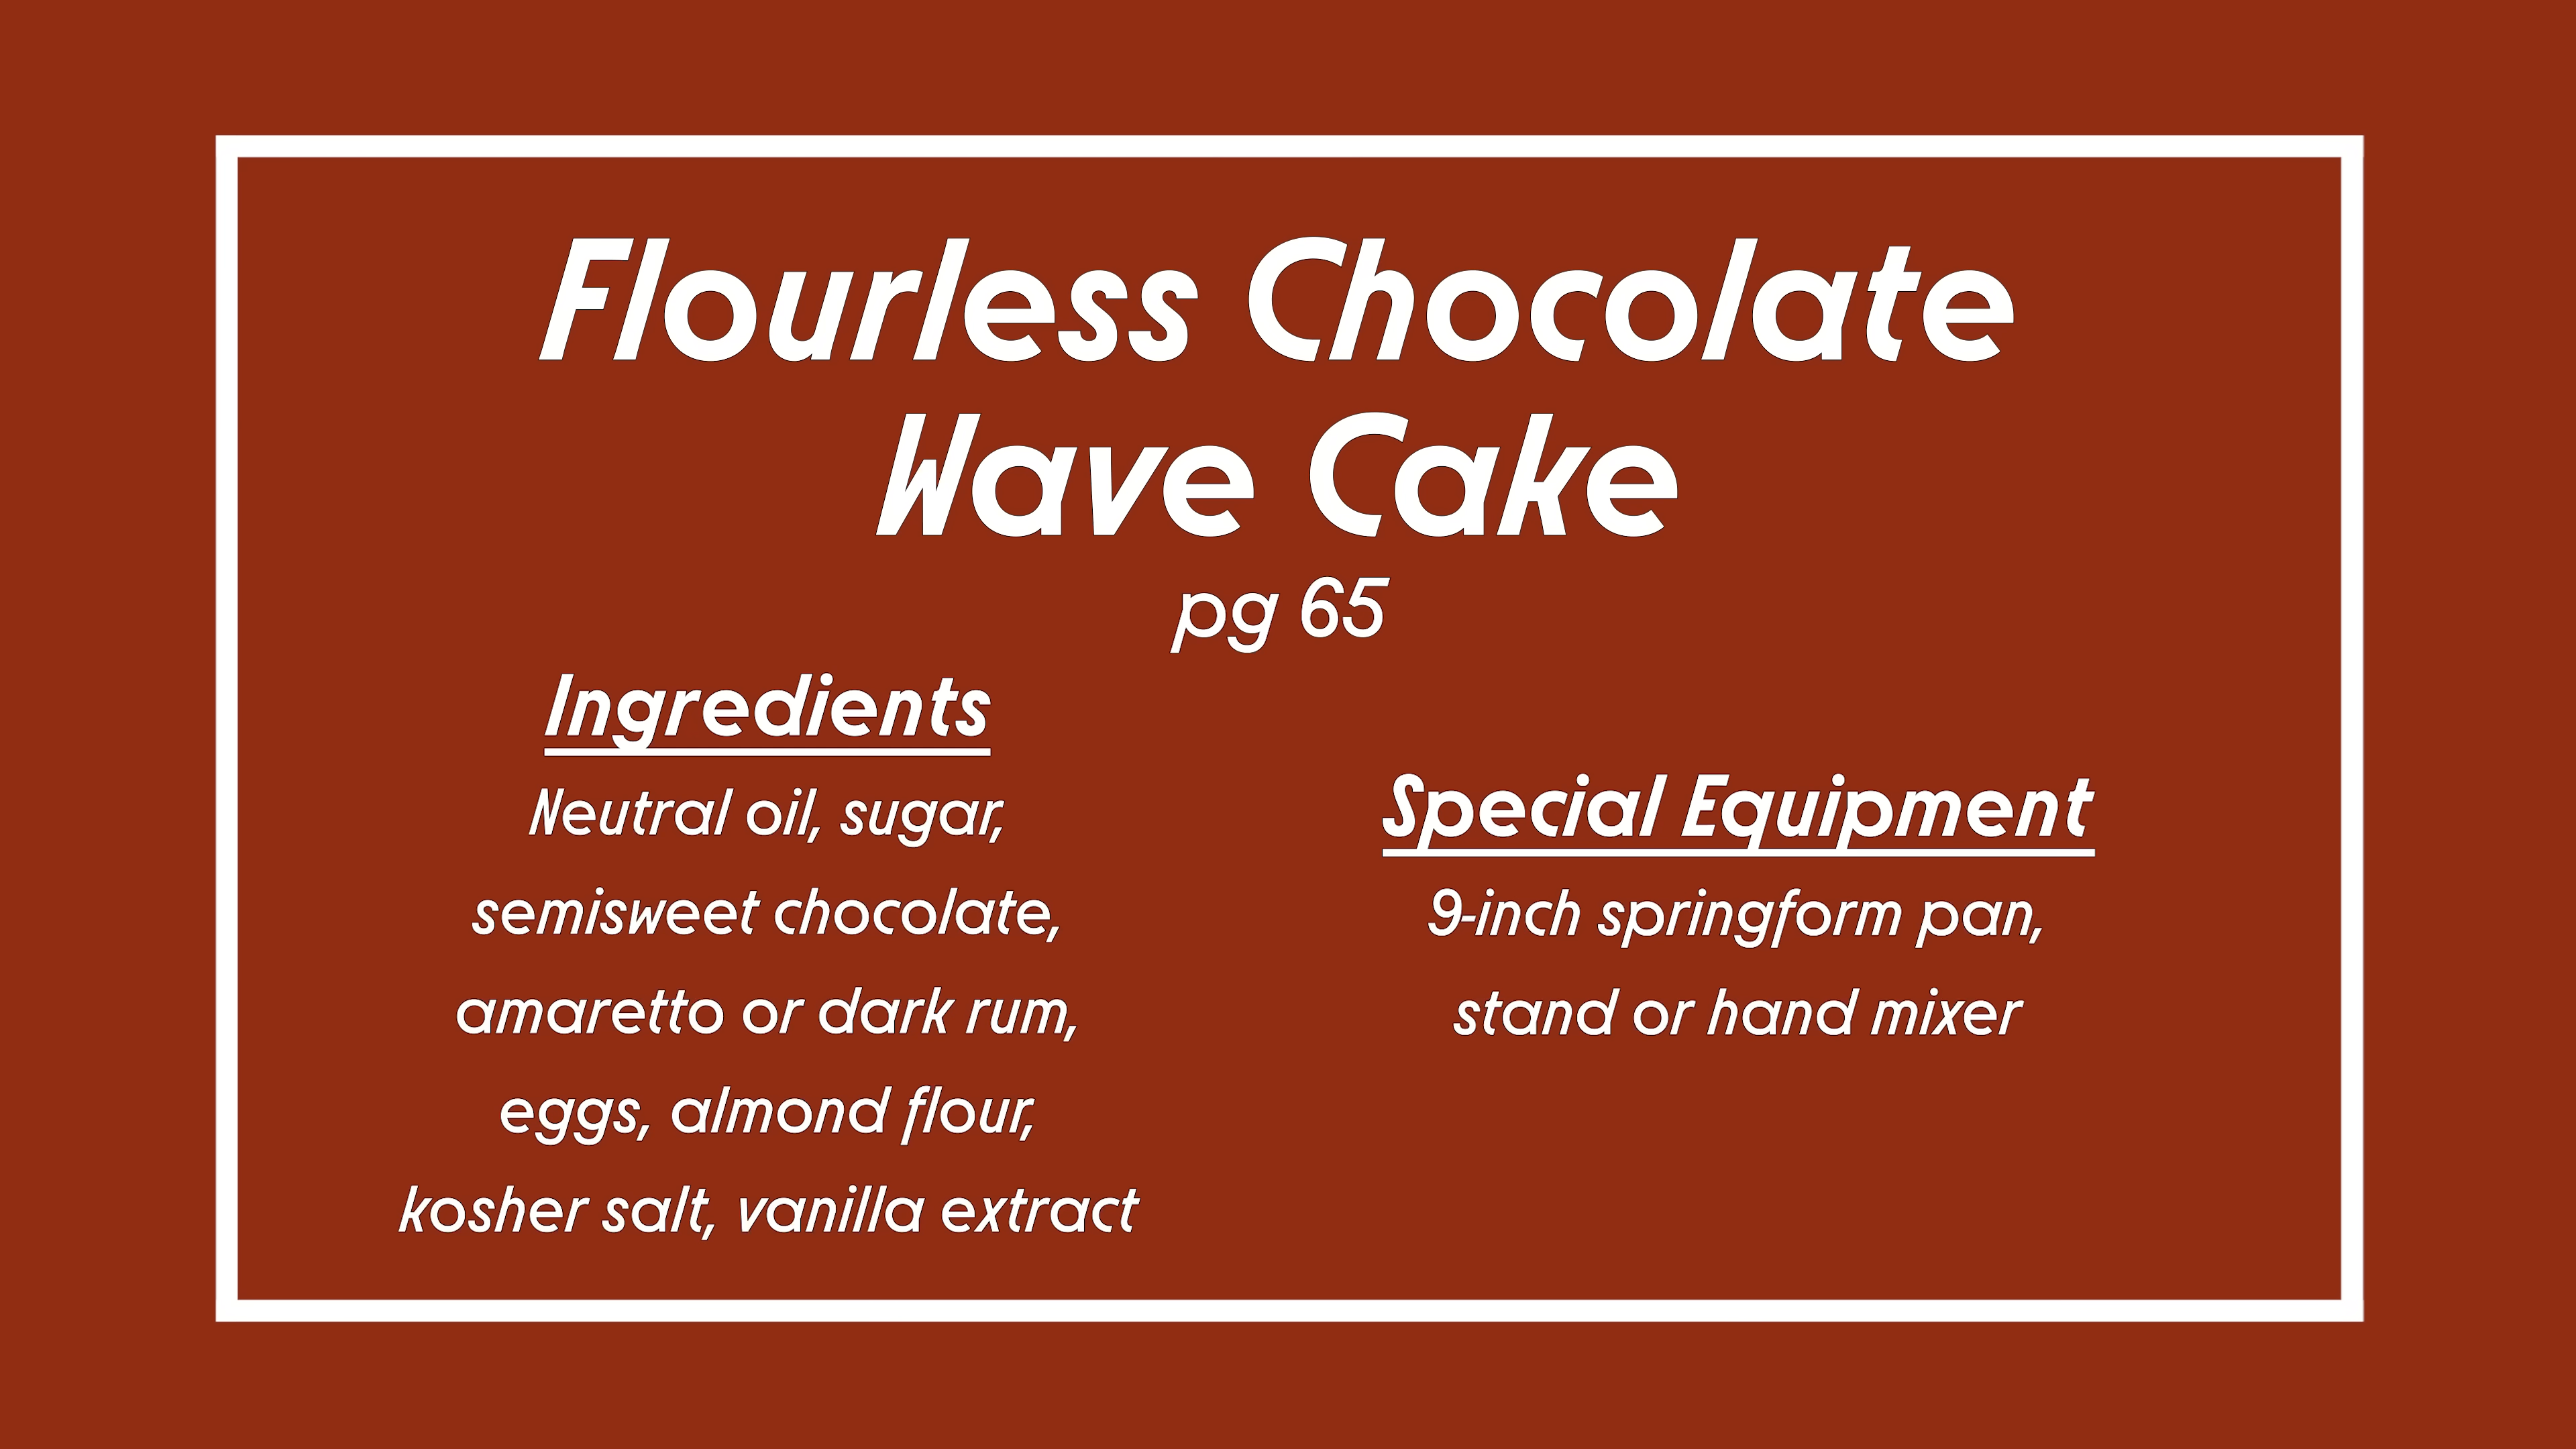 Flourless Chocolate
Wave Cake
pg 65
Ingredients
Neutral oil, sugar,
semisweet chocolate,
amaretto or dark rum,
eggs, almond flour,
kosher salt, vanilla extract
Special Equipment
9-inch springform pan,
stand or hand mixer